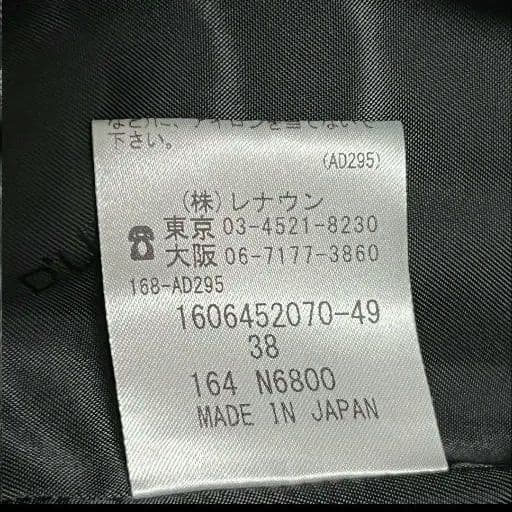 下さい。
(AD295)
(株)レナウン
☎ 東京 03-4521-8230
大阪 06-7177-3860
168-AD295
1606452070-49
38
164 N6800
MADE IN JAPAN